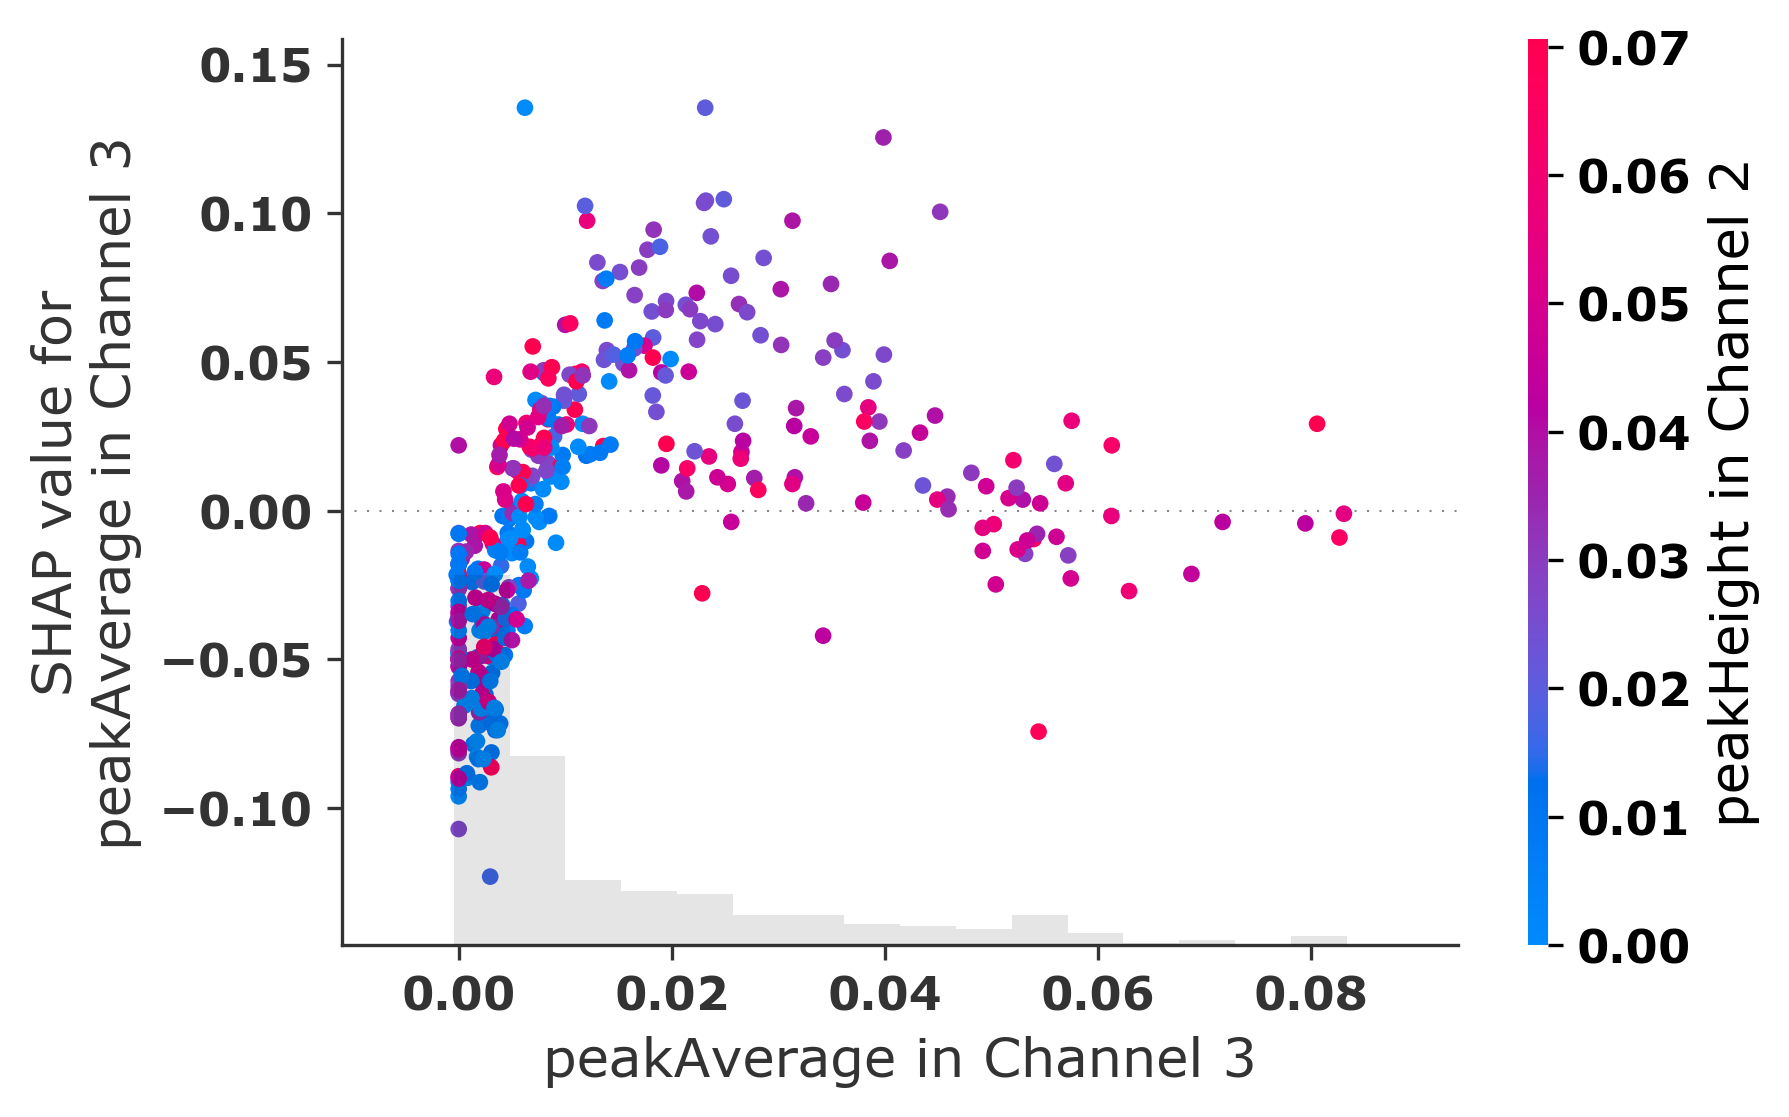 SHAP value for
peakAverage in Channel 3
0.15
0.10
0.05
0.00
−0.05
−0.10
0.00 0.02 0.04 0.06 0.08
peakAverage in Channel 3
0.07
0.06
0.05
0.04
0.03
0.02
0.01
0.00
peakHeight in Channel 2